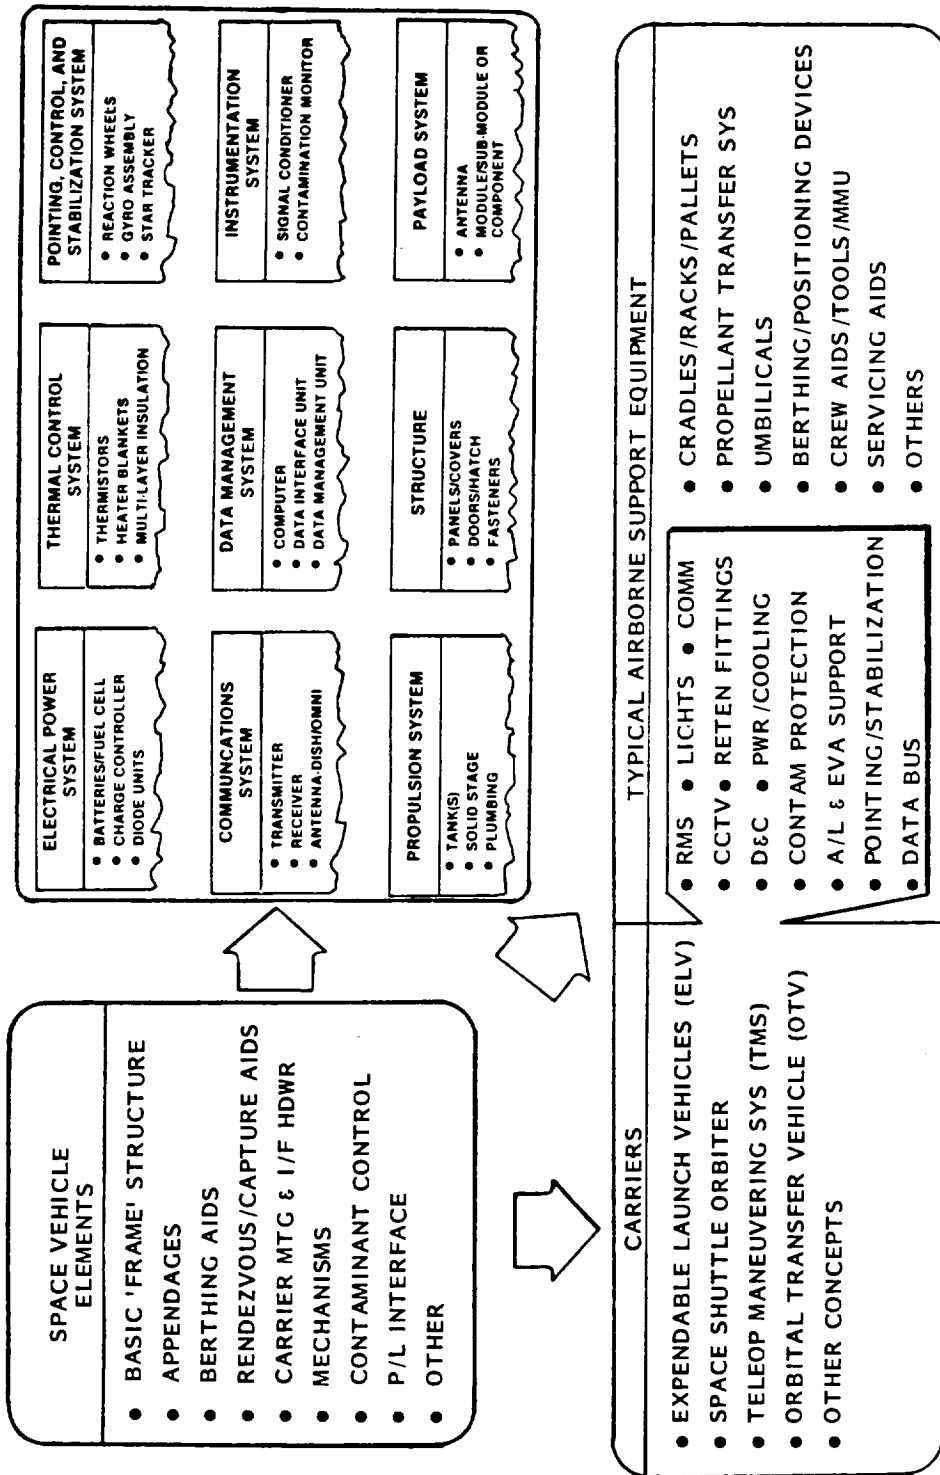 SPACE VEHICLE
ELEMENTS
• BASIC 'FRAME' STRUCTURE
• APPENDAGES
• BERTHING AIDS
• RENDEZVOUS/CAPTURE AIDS
• CARRIER MTG & I/F HDWR
• MECHANISMS
• CONTAMINANT CONTROL
• P/L INTERFACE
• OTHER
ELECTRICAL POWER
SYSTEM
• BATTERIES/FUEL CELL
• CHARGE CONTROLLER
• DIODE UNITS
THERMAL CONTROL
SYSTEM
• THERMISTORS
• HEATER BLANKETS
• MULTI-LAYER INSULATION
POINTING, CONTROL, AND
STABILIZATION SYSTEM
• REACTION WHEELS
• GYRO ASSEMBLY
• STAR TRACKER
COMMUNCATIONS
SYSTEM
• TRANSMITTER
• RECEIVER
• ANTENNA-DISH/OMNI
DATA MANAGEMENT
SYSTEM
• COMPUTER
• DATA INTERFACE UNIT
• DATA MANAGEMENT UNIT
INSTRUMENTATION
SYSTEM
• SIGNAL CONDITIONER
• CONTAMINATION MONITOR
PROPULSION SYSTEM
• TANK(S)
• SOLID STAGE
• PLUMBING
STRUCTURE
• PANELS/COVERS
• DOORS/HATCH
• FASTENERS
PAYLOAD SYSTEM
• ANTENNA
• MODULE/SUB-MODULE OR
COMPONENT
CARRIERS
• EXPENDABLE LAUNCH VEHICLES (ELV)
• SPACE SHUTTLE ORBITER
• TELEOP MANEUVERING SYS (TMS)
• ORBITAL TRANSFER VEHICLE (OTV)
• OTHER CONCEPTS
TYPICAL AIRBORNE SUPPORT EQUIPMENT
• RMS • LICHTS • COMM
• CCTV • RETEN FITTINGS
• D&C • PWR/COOLING
• CONTAM PROTECTION
• A/L & EVA SUPPORT
• POINTING/STABILIZATION
• DATA BUS
• CRADLES/RACKS/PALLETS
• PROPELLANT TRANSFER SYS
• UMBILICALS
• BERTHING/POSITIONING DEVICES
• CREW AIDS/TOOLS/MMU
• SERVICING AIDS
• OTHERS